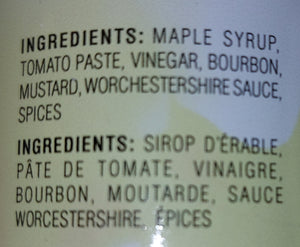 INGREDIENTS: MAPLE SYRUP,
TOMATO PASTE, VINEGAR, BOURBON,
MUSTARD, WORCHESTERSHIRE SAUCE,
SPICES
INGREDIENTS: SIROP D'ÉRABLE,
PÂTE DE TOMATE, VINAIGRE,
BOURBON, MOUTARDE, SAUCE
WORCESTERSHIRE, ÉPICES